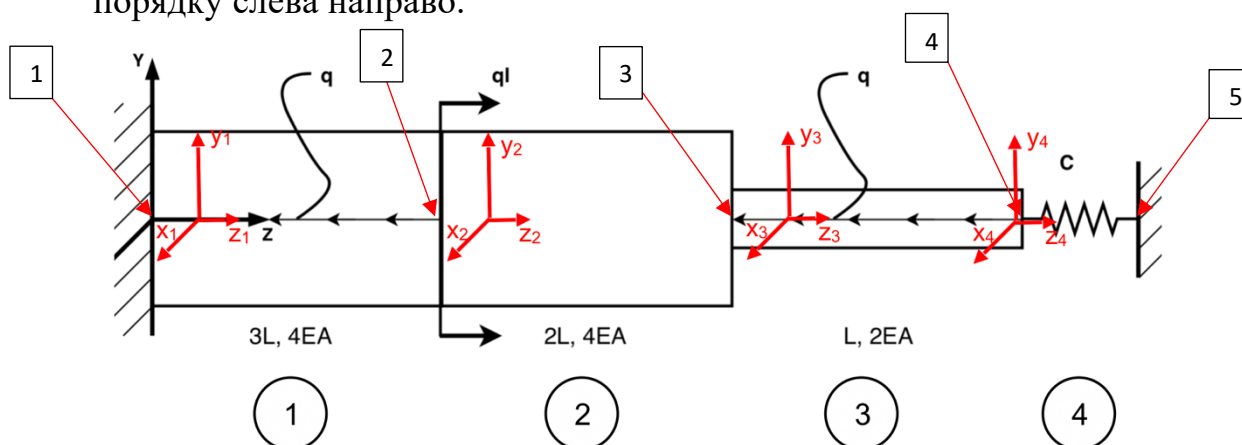 порядку слева направо.
1
Y
q
2
ql
3
4
5
y₁
y₂
y₃
y₄
C
x₁
z₁
z
x₂
z₂
x₃
z₃
x₄
z₄
3L, 4EA
2L, 4EA
L, 2EA
q
1
2
3
4